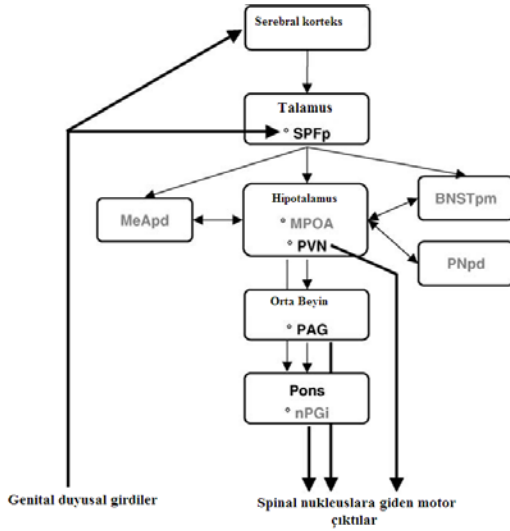 Serebral korteks
Talamus
° SPFp
Hipotalamus
° MPOA
° PVN
MeApd
BNSTpm
PNpd
Orta Beyin
° PAG
Pons
° nPGi
Genital duyusal girdiler
Spinal nukleuslara giden motor
çıktılar